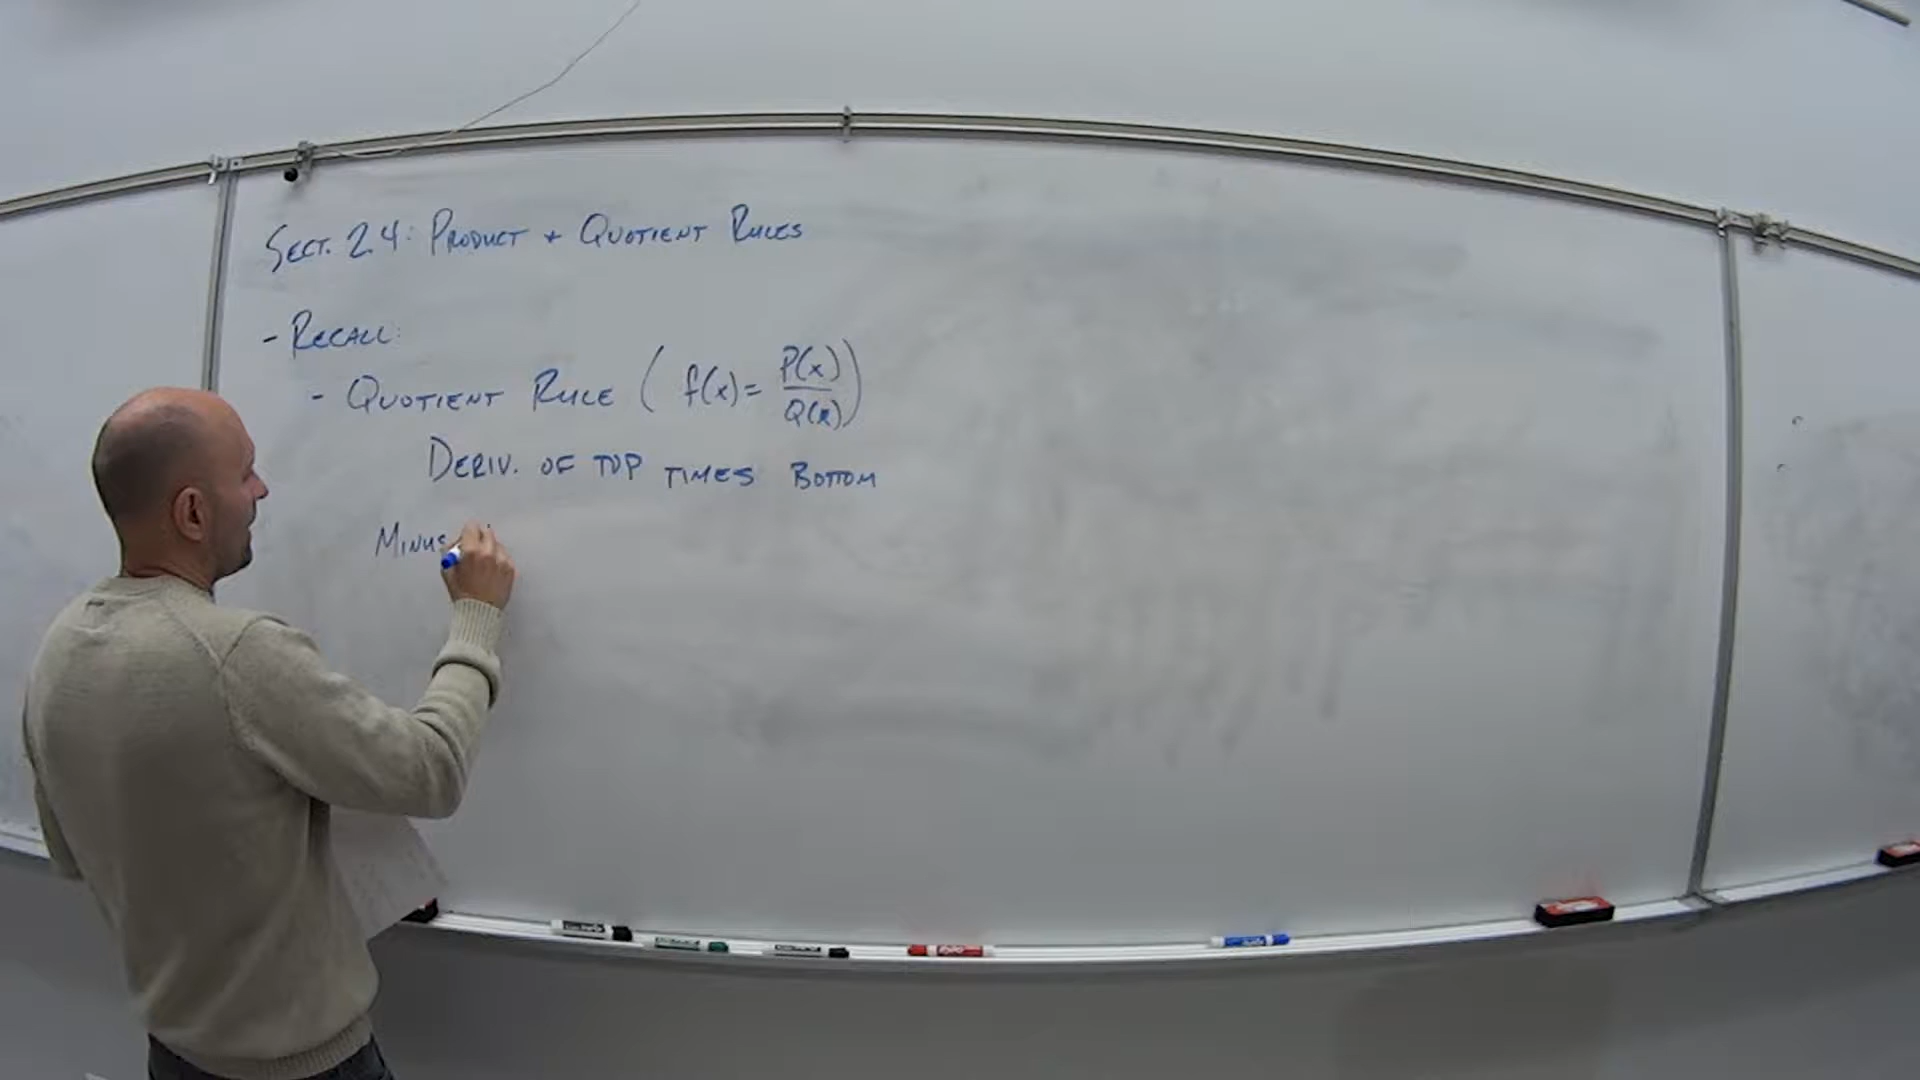 Sect. 2.4: Product + Quotient Rules
- Recall:
- Quotient Rule ( f(x) = P(x)/Q(x) )
Deriv. of top times Bottom
Minus